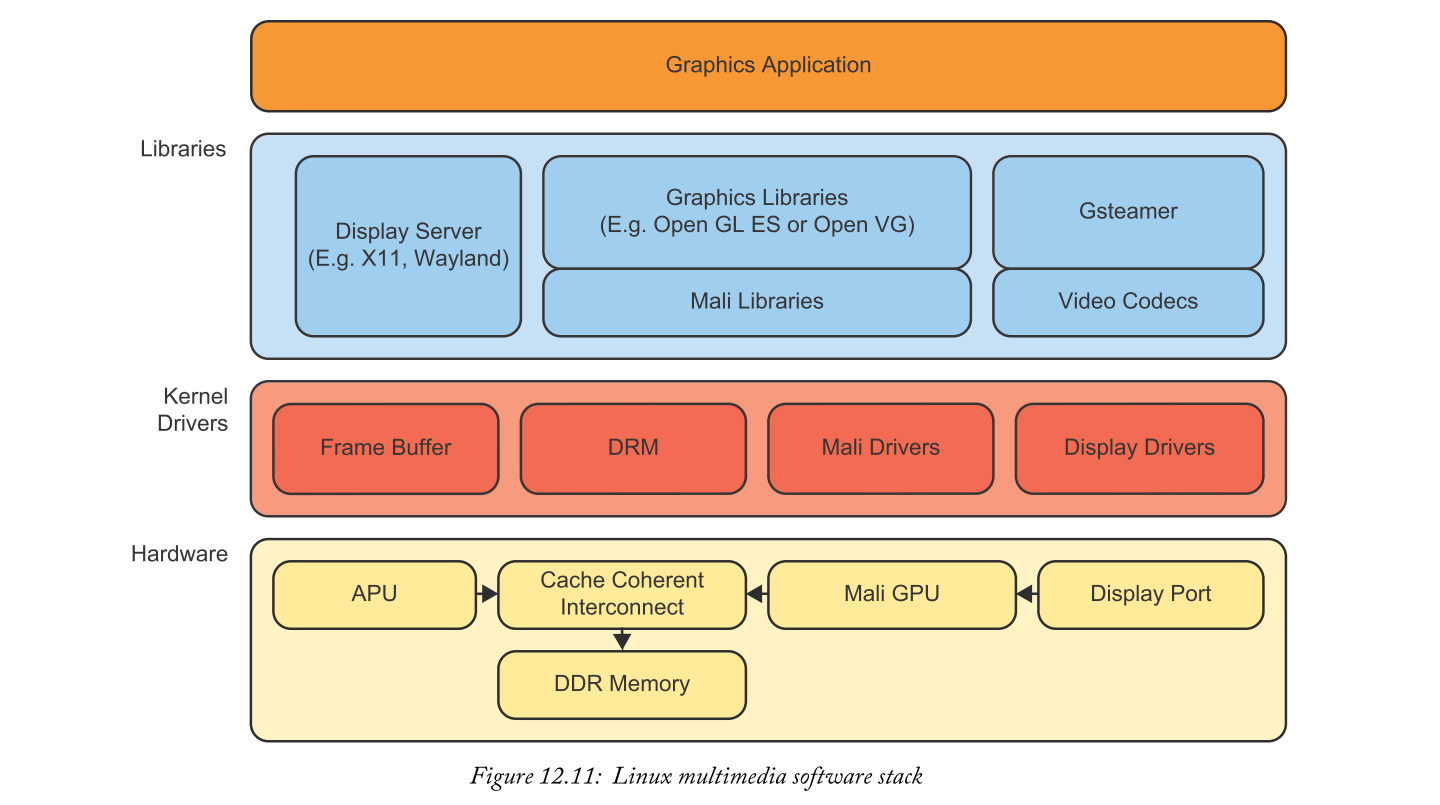 Graphics Application
Libraries
Display Server
(E.g. X11, Wayland)
Graphics Libraries
(E.g. Open GL ES or Open VG)
Mali Libraries
Gsteamer
Video Codecs
Kernel
Drivers
Frame Buffer
DRM
Mali Drivers
Display Drivers
Hardware
APU
Cache Coherent
Interconnect
Mali GPU
Display Port
DDR Memory
Figure 12.11: Linux multimedia software stack